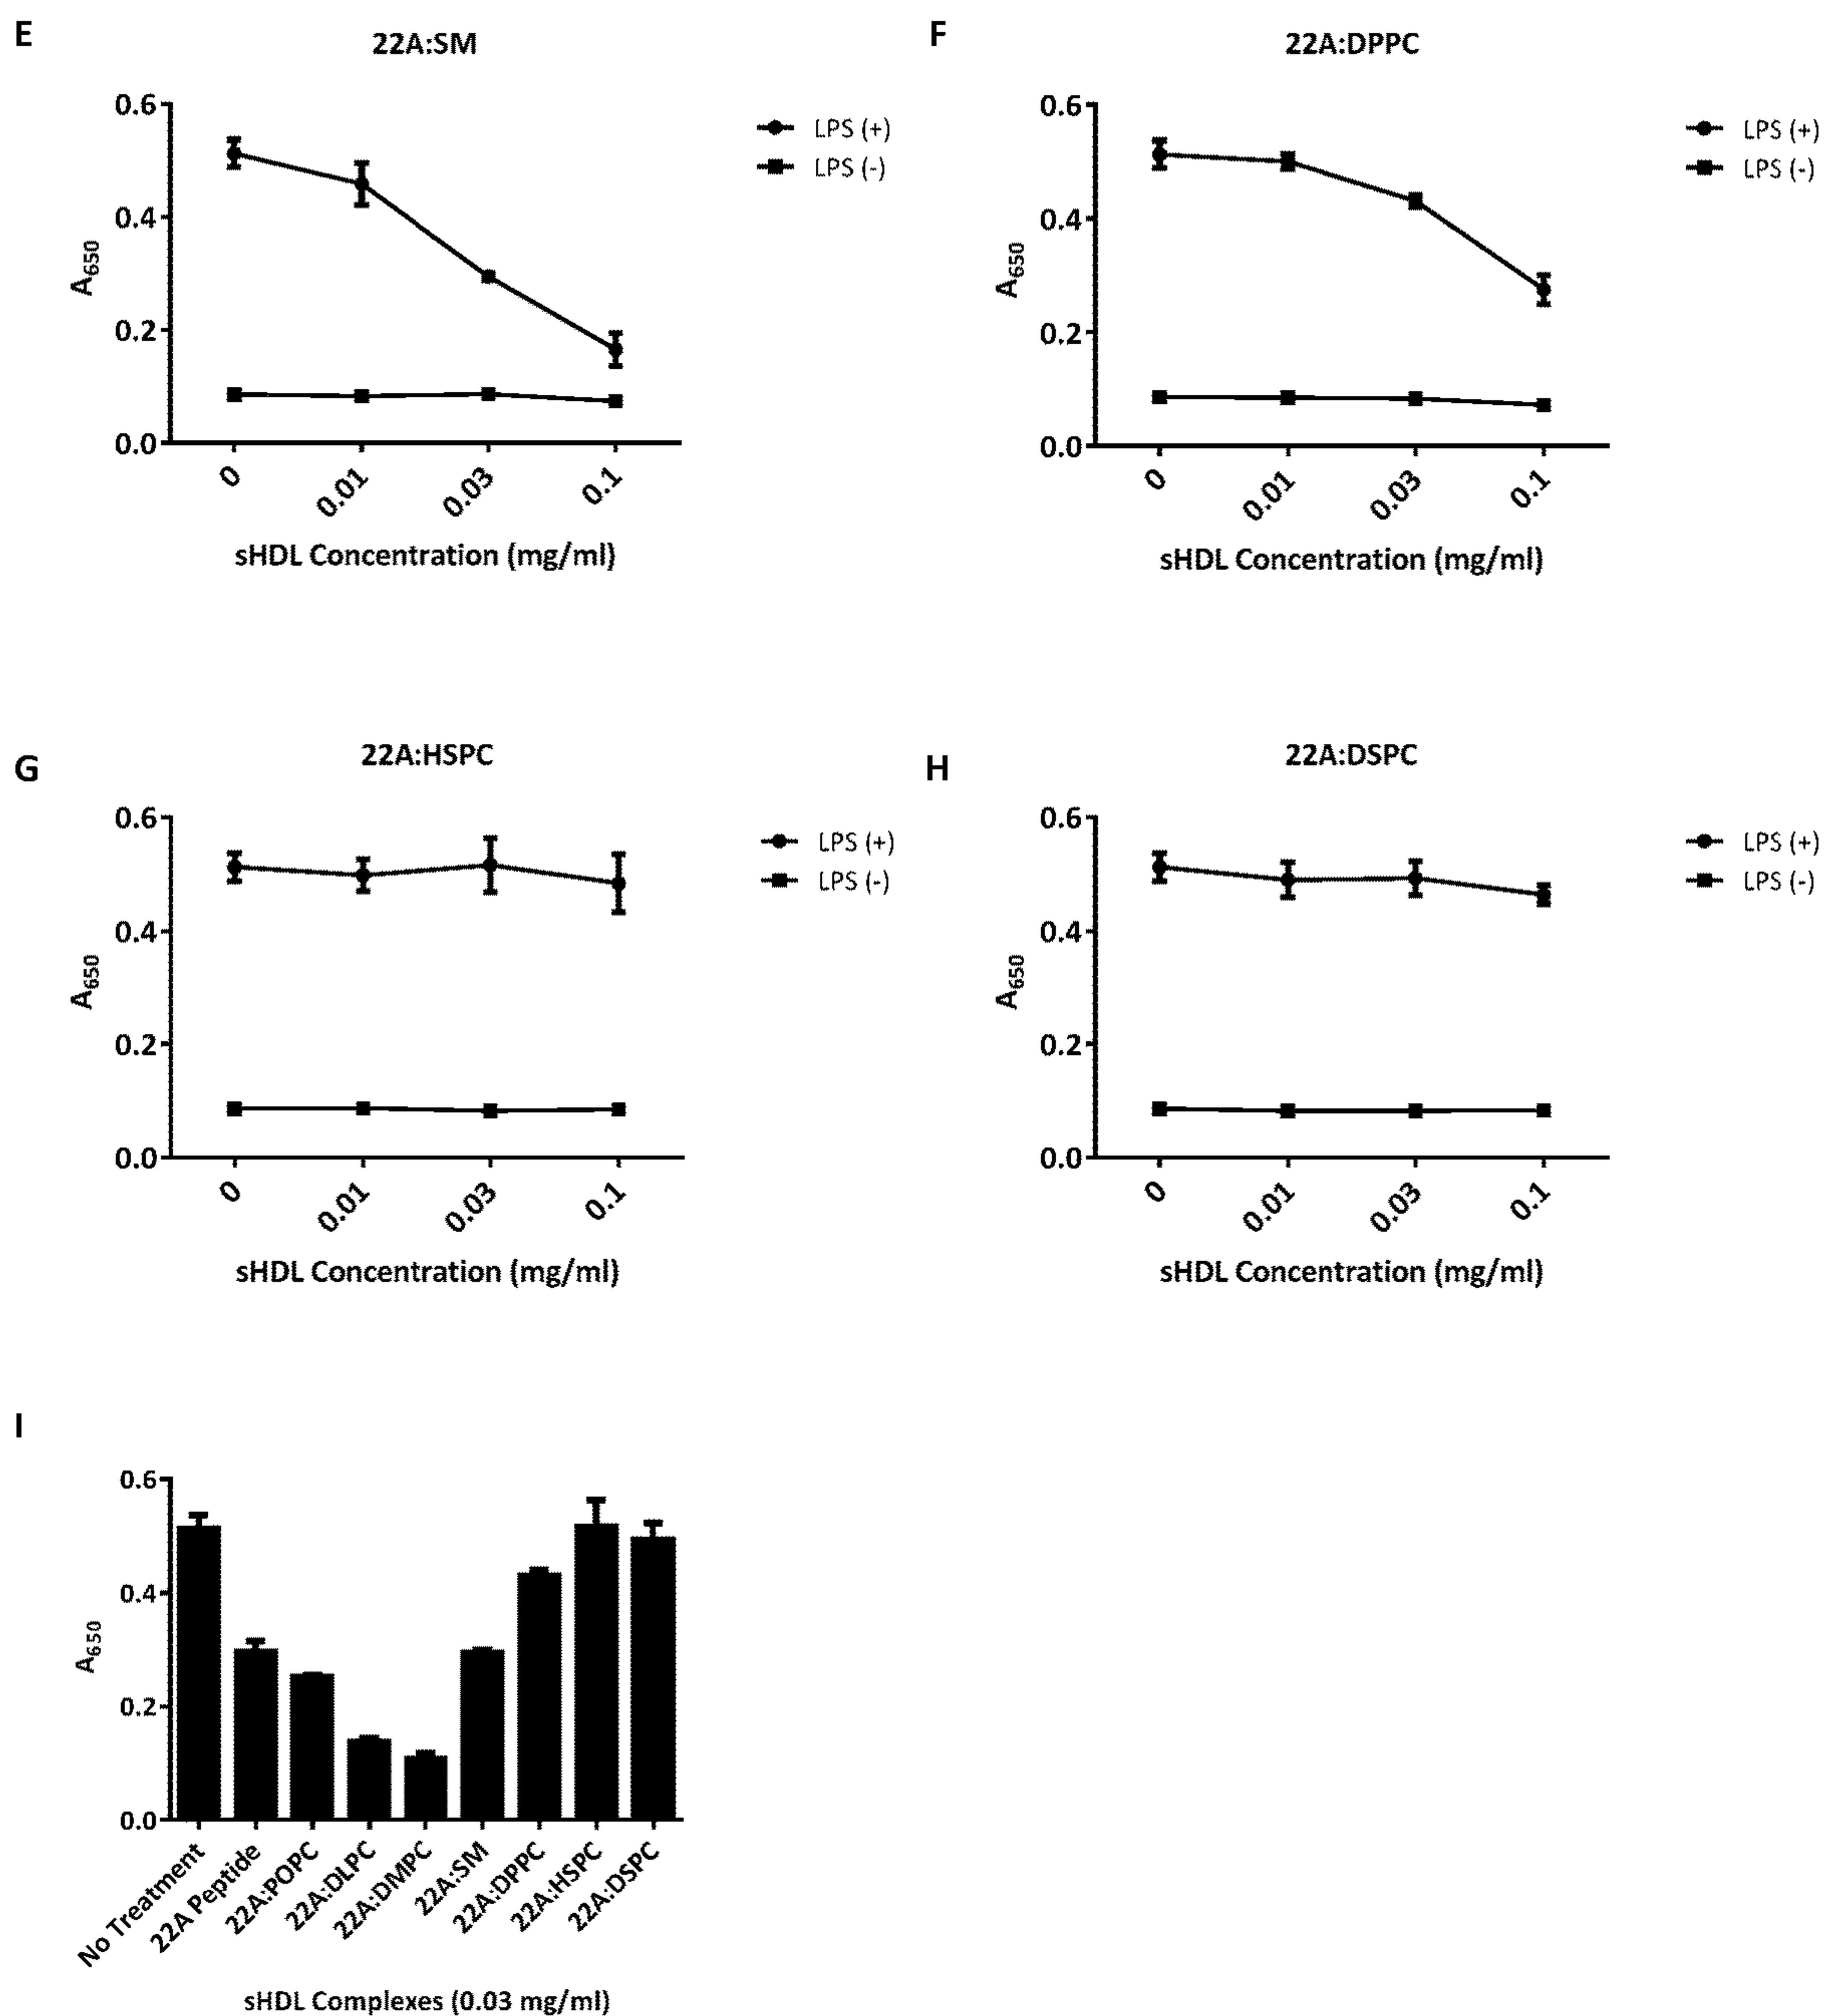 E
22A:SM
0.6
0.4
0.2
0.0
A650
0
0.01
0.03
0.1
sHDL Concentration (mg/ml)
LPS (+)
LPS (-)
F
22A:DPPC
0.6
0.4
0.2
0.0
A650
0
0.01
0.03
0.1
sHDL Concentration (mg/ml)
LPS (+)
LPS (-)
G
22A:HSPC
0.6
0.4
0.2
0.0
A650
0
0.01
0.03
0.1
sHDL Concentration (mg/ml)
LPS (+)
LPS (-)
H
22A:DSPC
0.6
0.4
0.2
0.0
A650
0
0.01
0.03
0.1
sHDL Concentration (mg/ml)
LPS (+)
LPS (-)
I
0.6
0.4
0.2
0.0
A650
No Treatment
22A Peptide
22A:POPC
22A:DLPC
22A:DMPC
22A:SM
22A:DPPC
22A:HSPC
22A:DSPC
sHDL Complexes (0.03 mg/ml)